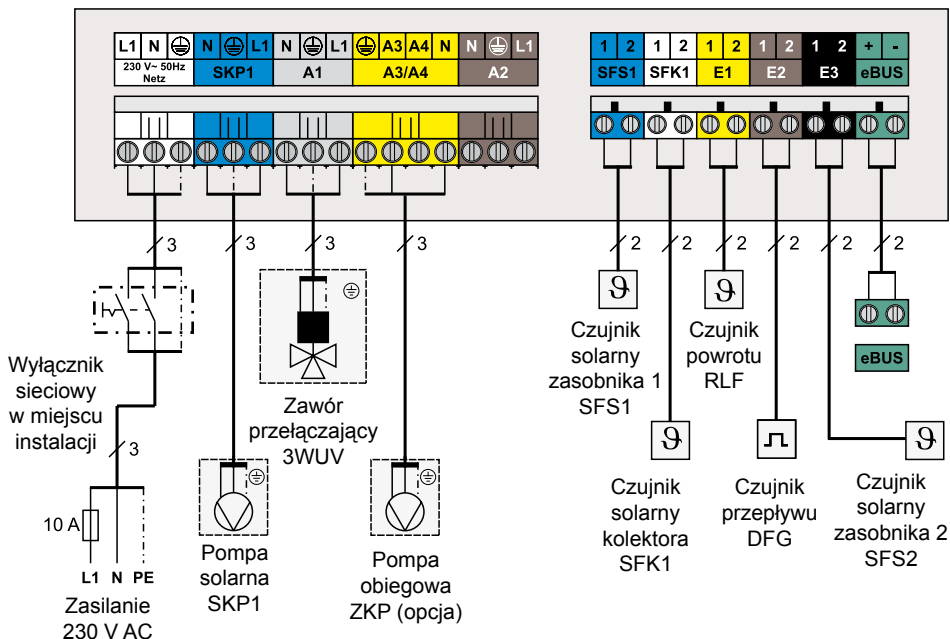 L1 N N L1 N L1 A3 A4 N N L1
230 V~ 50Hz
Netz
SKP1 A1 A3/A4 A2
1 2 1 2 1 2 1 2 1 2 + -
SFS1 SFK1 E1 E2 E3 eBUS
3 3 3 3 2 2 2 2 2 2
Wyłącznik
sieciowy
w miejscu
instalacji
3
10 A
L1 N PE
Zasilanie
230 V AC
Pompa
solarna
SKP1
Zawór
przełączający
3WUV
Pompa
obiegowa
ZKP (opcja)
ϑ
Czujnik
solarny
zasobnika 1
SFS1
ϑ
Czujnik
solarny
kolektora
SFK1
ϑ
Czujnik
powrotu
RLF
Czujnik
przepływu
DFG
eBUS
ϑ
Czujnik
solarny
zasobnika 2
SFS2